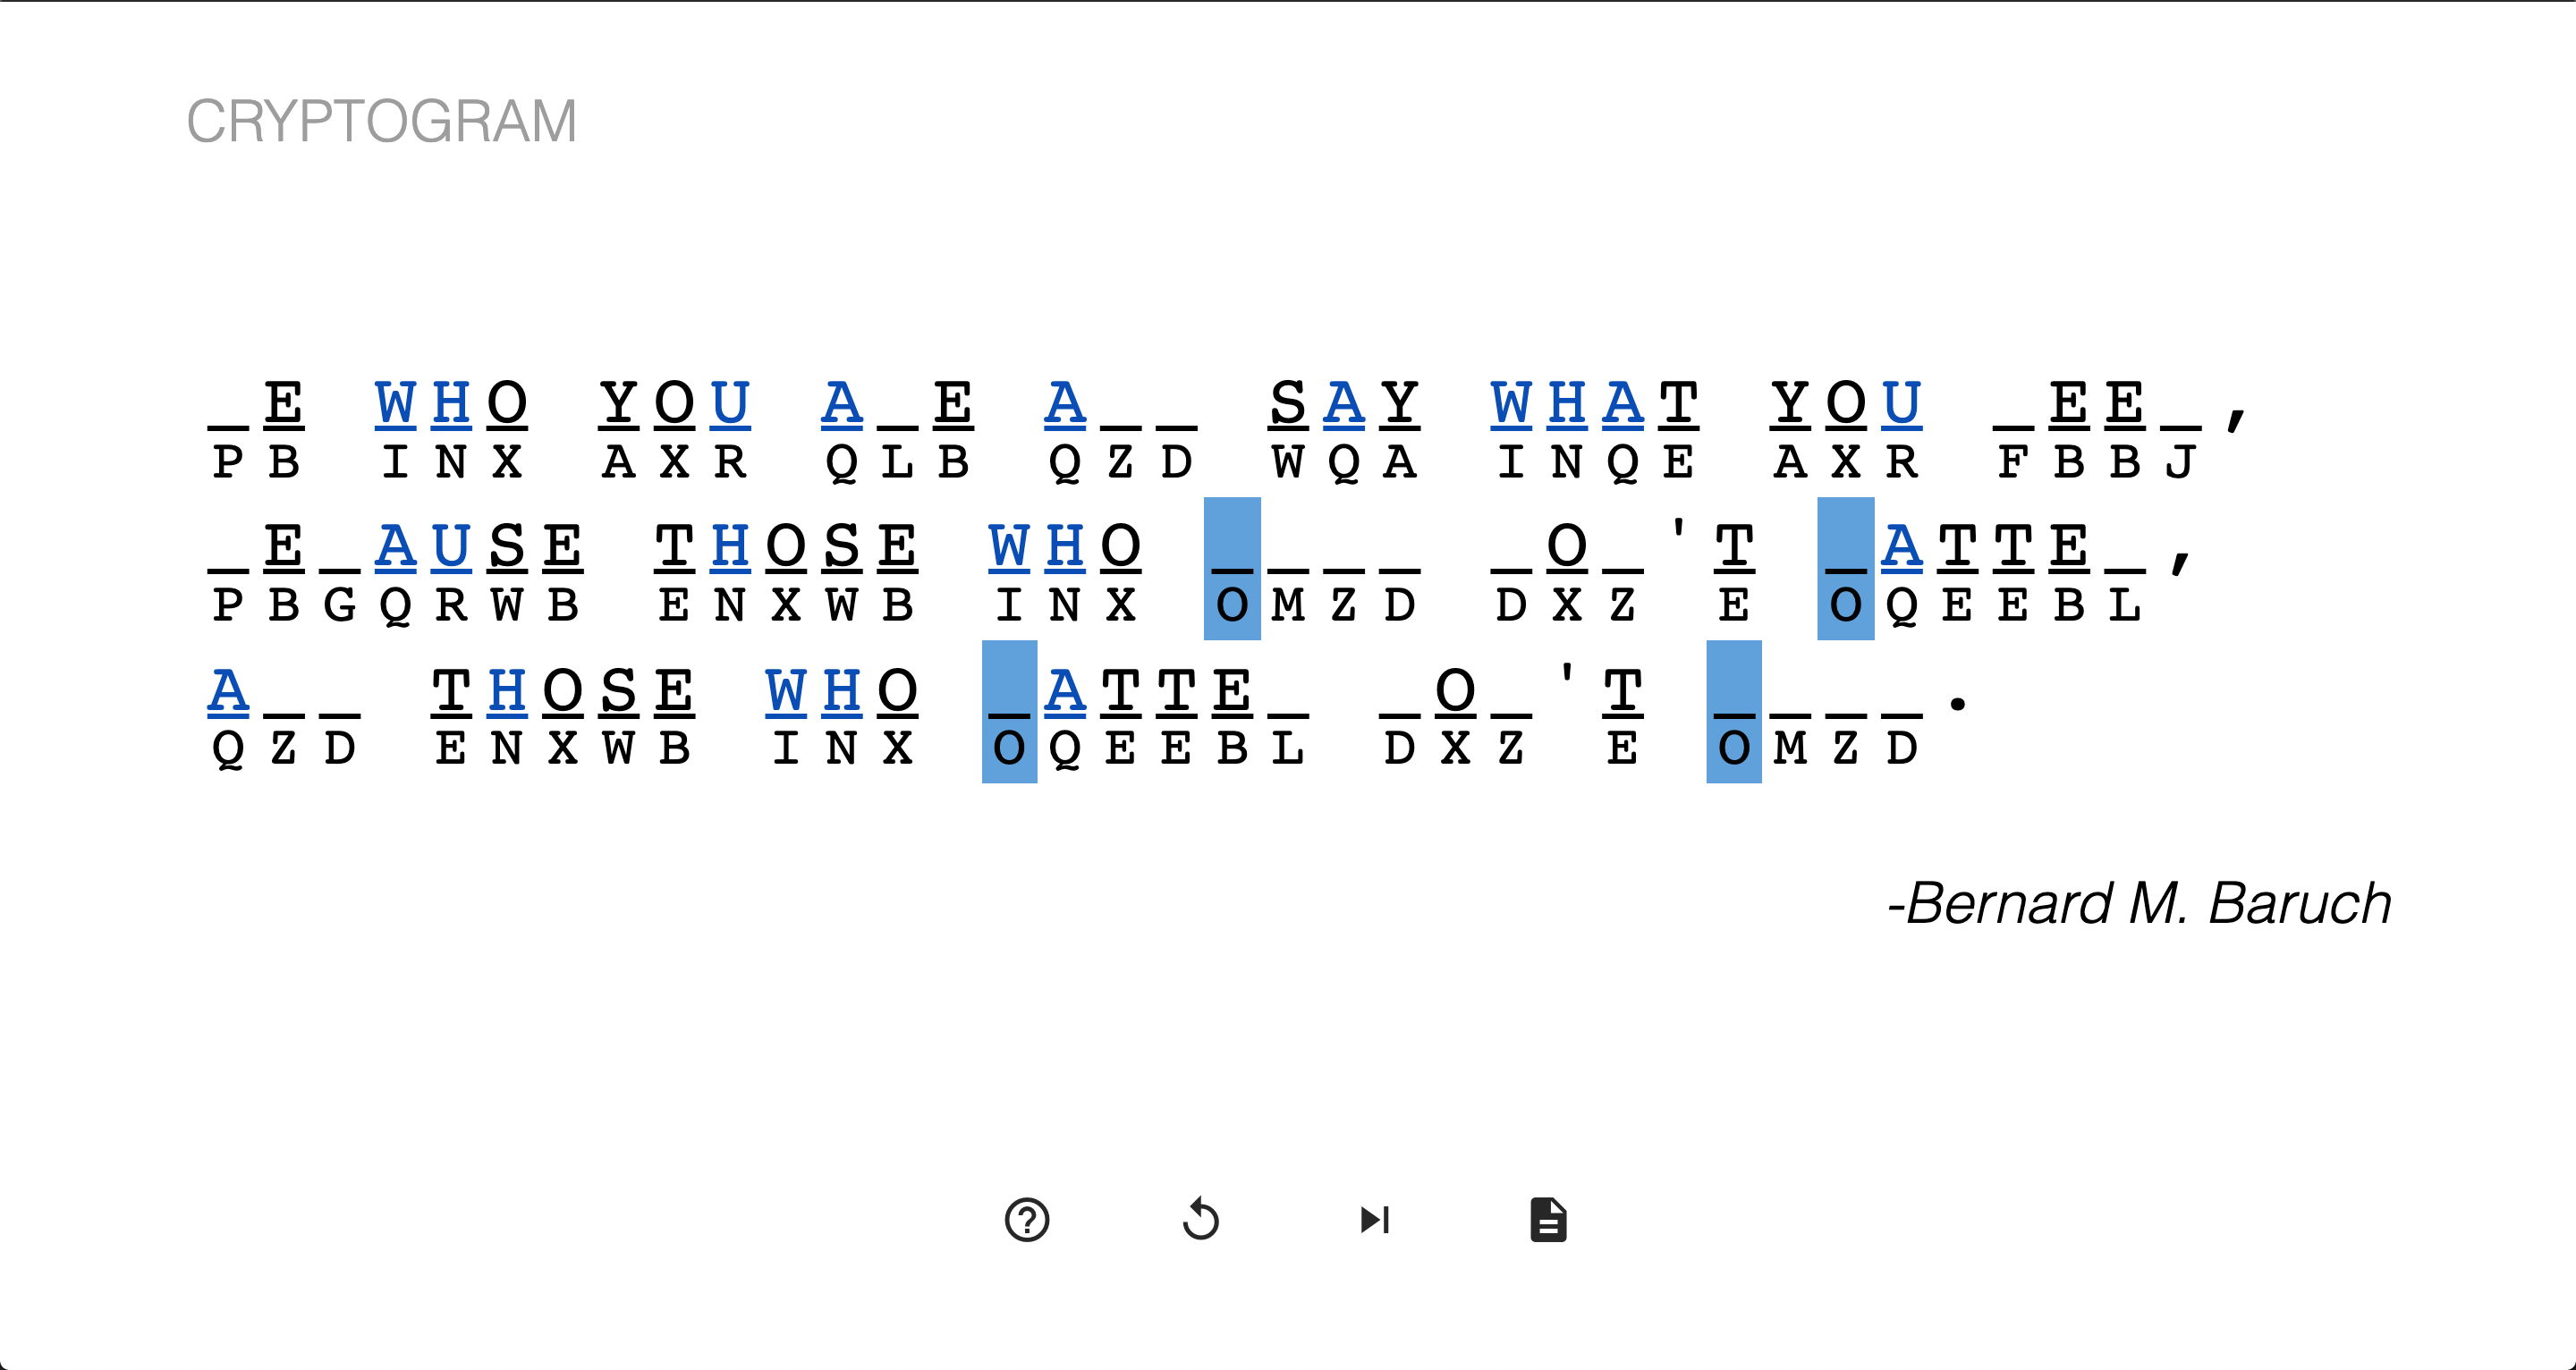 CRYPTOGRAM
_E WHO YOU A_E A__ SAY WHAT YOU _EE_,
PB INX AXR QLB QZD WQA INQE AXR FBBJ
_E_AUSE THOSE WHO ____ _O_'T _ATTE_,
PBGQRWB ENXWB INX OMZD DXZ E OQEEBL
A__ THOSE WHO _ATTE_ _O_'T ____.
QZD ENXWB INX OQEEBL DXZ E OMZD
-Bernard M. Baruch